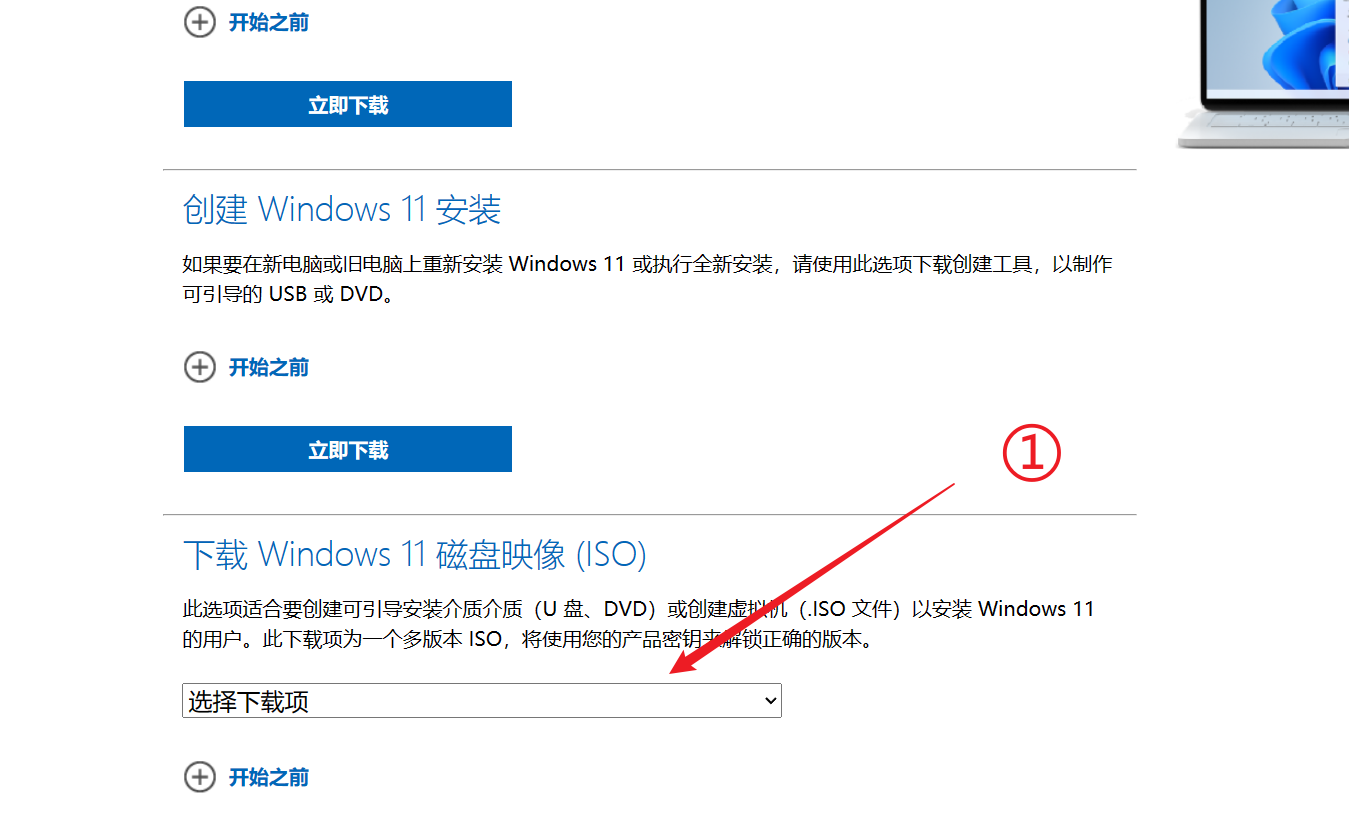 开始之前
立即下载
创建 Windows 11 安装
如果要在新电脑或旧电脑上重新安装 Windows 11 或执行全新安装，请使用此选项下载创建工具，以制作
可引导的 USB 或 DVD。
开始之前
立即下载
①
下载 Windows 11 磁盘映像 (ISO)
此选项适合要创建可引导安装介质介质（U 盘、DVD）或创建虚拟机（.ISO 文件）以安装 Windows 11
的用户。此下载项为一个多版本 ISO，将使用您的产品密钥来解锁正确的版本。
选择下载项
开始之前